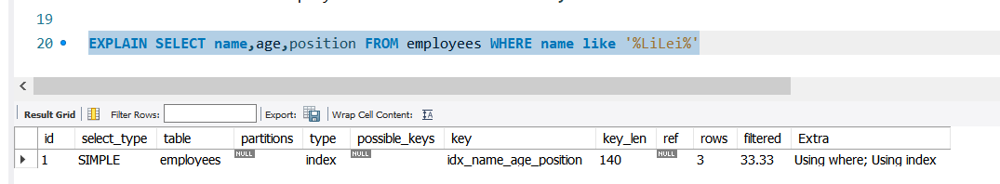 19
20 EXPLAIN SELECT name,age,position FROM employees WHERE name like '%LiLei%'
Result Grid Filter Rows: Export: Wrap Cell Content: IA
id select_type table partitions type possible_keys key key_len ref rows filtered Extra
1 SIMPLE employees NULL index NULL idx_name_age_position 140 NULL 3 33.33 Using where; Using index